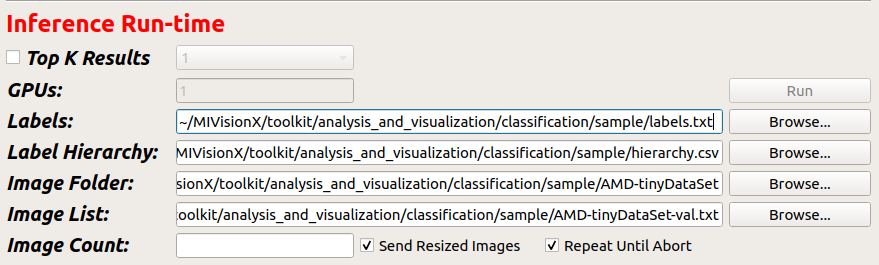 Inference Run-time
Top K Results 1
GPUs: 1 Run
Labels: ~/MIVisionX/toolkit/analysis_and_visualization/classification/sample/labels.txt Browse...
Label Hierarchy: MIVisionX/toolkit/analysis_and_visualization/classification/sample/hierarchy.csv Browse...
Image Folder: sionX/toolkit/analysis_and_visualization/classification/sample/AMD-tinyDataSet Browse...
Image List: toolkit/analysis_and_visualization/classification/sample/AMD-tinyDataSet-val.txt Browse...
Image Count: Send Resized Images Repeat Until Abort